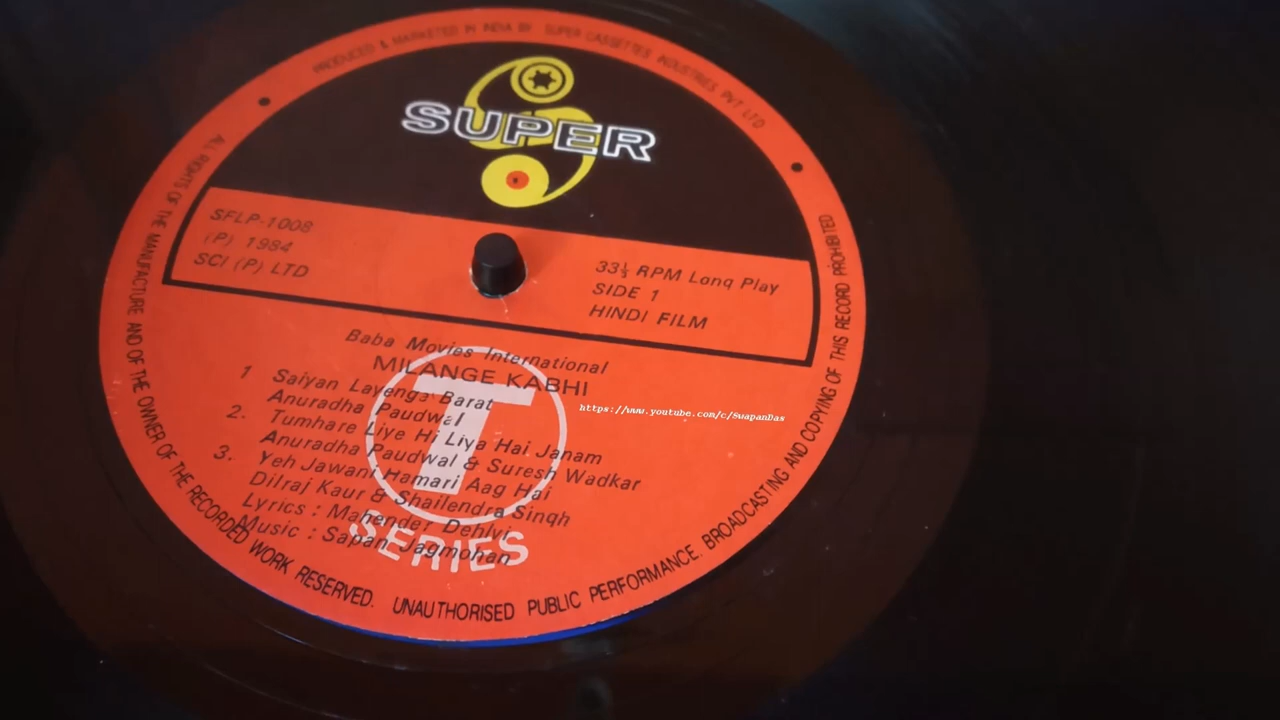 PRODUCED & MARKETED IN INDIA BY SUPER CASSETTES INDUSTRIES PVT LTD
SUPER
SFLP-1008
(P) 1984
SCI (P) LTD
33⅓ RPM Long Play
SIDE 1
HINDI FILM
Baba Movies International
MILANGE KABHI
1 Saiyan Layenge Barat
Anuradha Paudwal
2. Tumhare Liye Hi Liya Hai Janam
Anuradha Paudwal & Suresh Wadkar
3. Yeh Jawani Hamari Aag Hai
Dilraj Kaur & Shailendra Singh
Lyrics : Mahender Dehlvi
Music : Sapan Jagmohan
T
SERIES
https://www.youtube.com/c/SwapanDas
ALL RIGHTS OF THE MANUFACTURE AND OF THE OWNER OF THE RECORDED WORK RESERVED. UNAUTHORISED PUBLIC PERFORMANCE. BROADCASTING AND COPYING OF THIS RECORD PROHIBITED